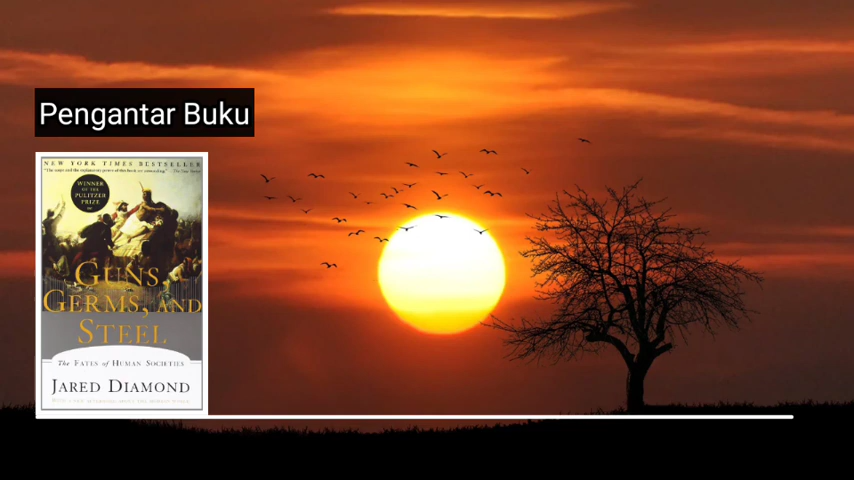 Pengantar Buku
NEW YORK TIMES BESTSELLER
WINNER
OF THE
PULITZER
PRIZE
GUNS
GERMS, AND
STEEL
The FATES of HUMAN SOCIETIES
JARED DIAMOND